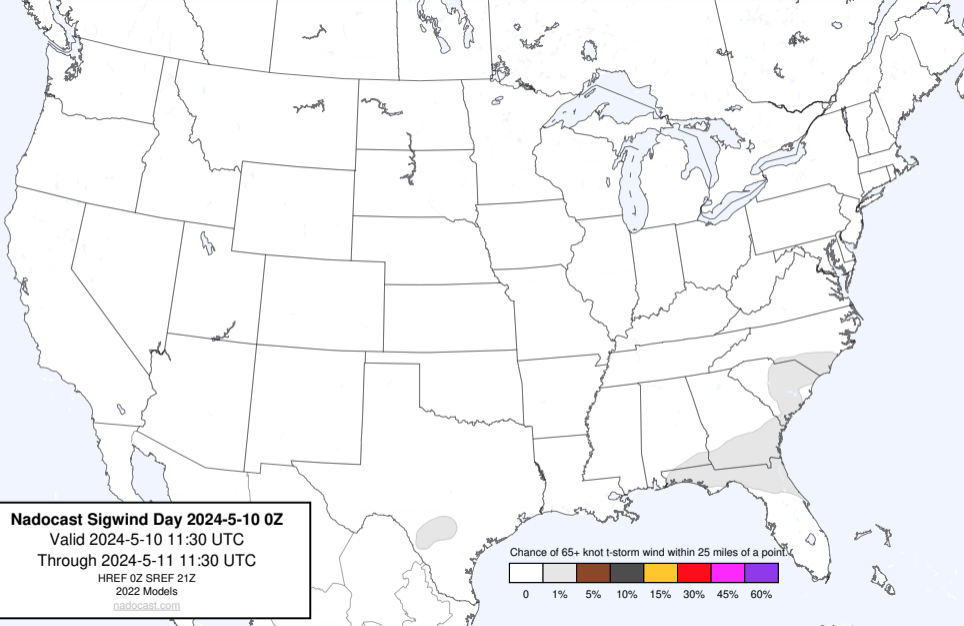 Nadocast Sigwind Day 2024-5-10 0Z
Valid 2024-5-10 11:30 UTC
Through 2024-5-11 11:30 UTC
HREF 0Z SREF 21Z
2022 Models
nadocast.com
Chance of 65+ knot t-storm wind within 25 miles of a point.
0 1% 5% 10% 15% 30% 45% 60%